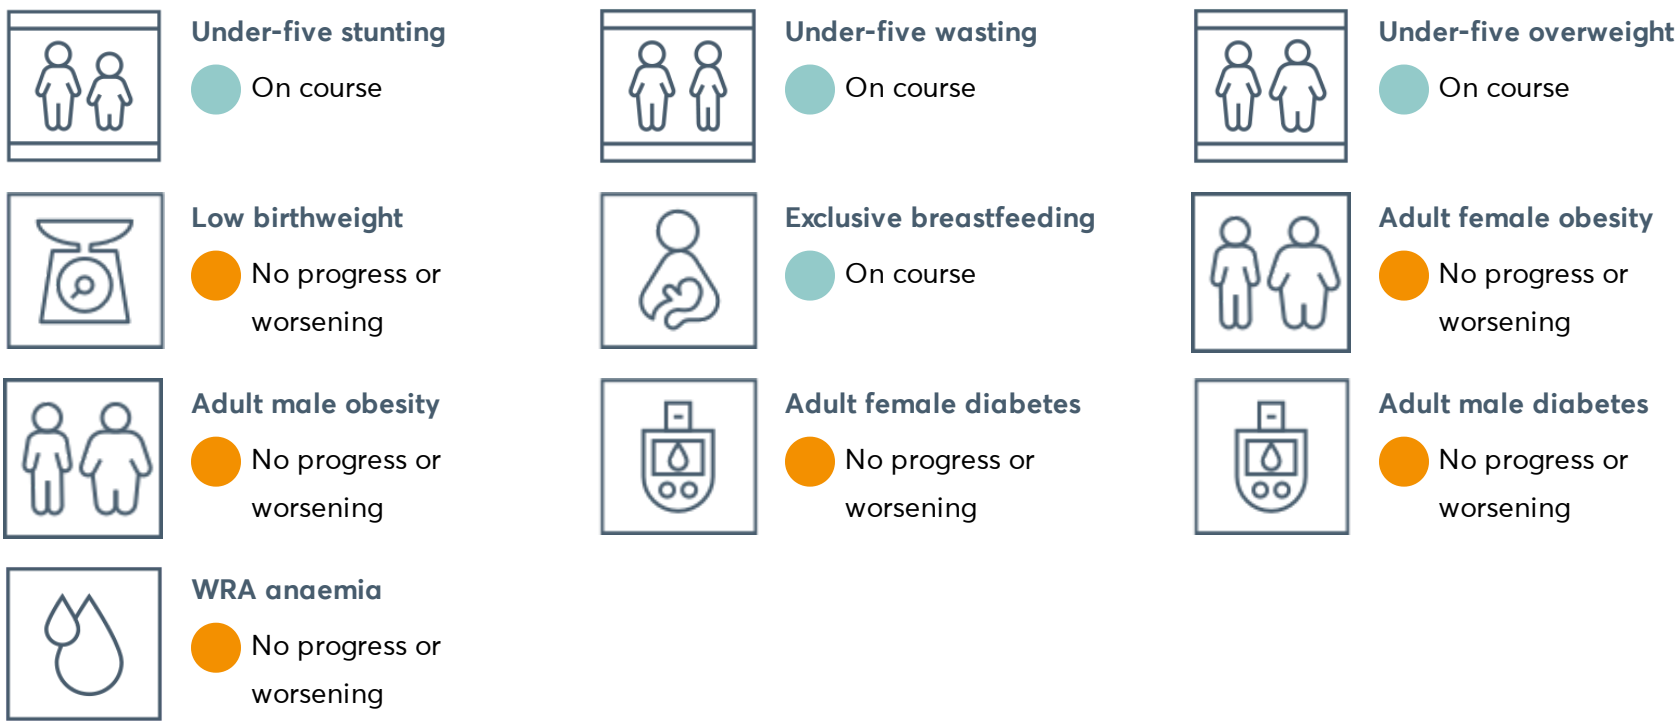 Under-five stunting
On course
Under-five wasting
On course
Under-five overweight
On course
Low birthweight
No progress or
worsening
Exclusive breastfeeding
On course
Adult female obesity
No progress or
worsening
Adult male obesity
No progress or
worsening
Adult female diabetes
No progress or
worsening
Adult male diabetes
No progress or
worsening
WRA anaemia
No progress or
worsening